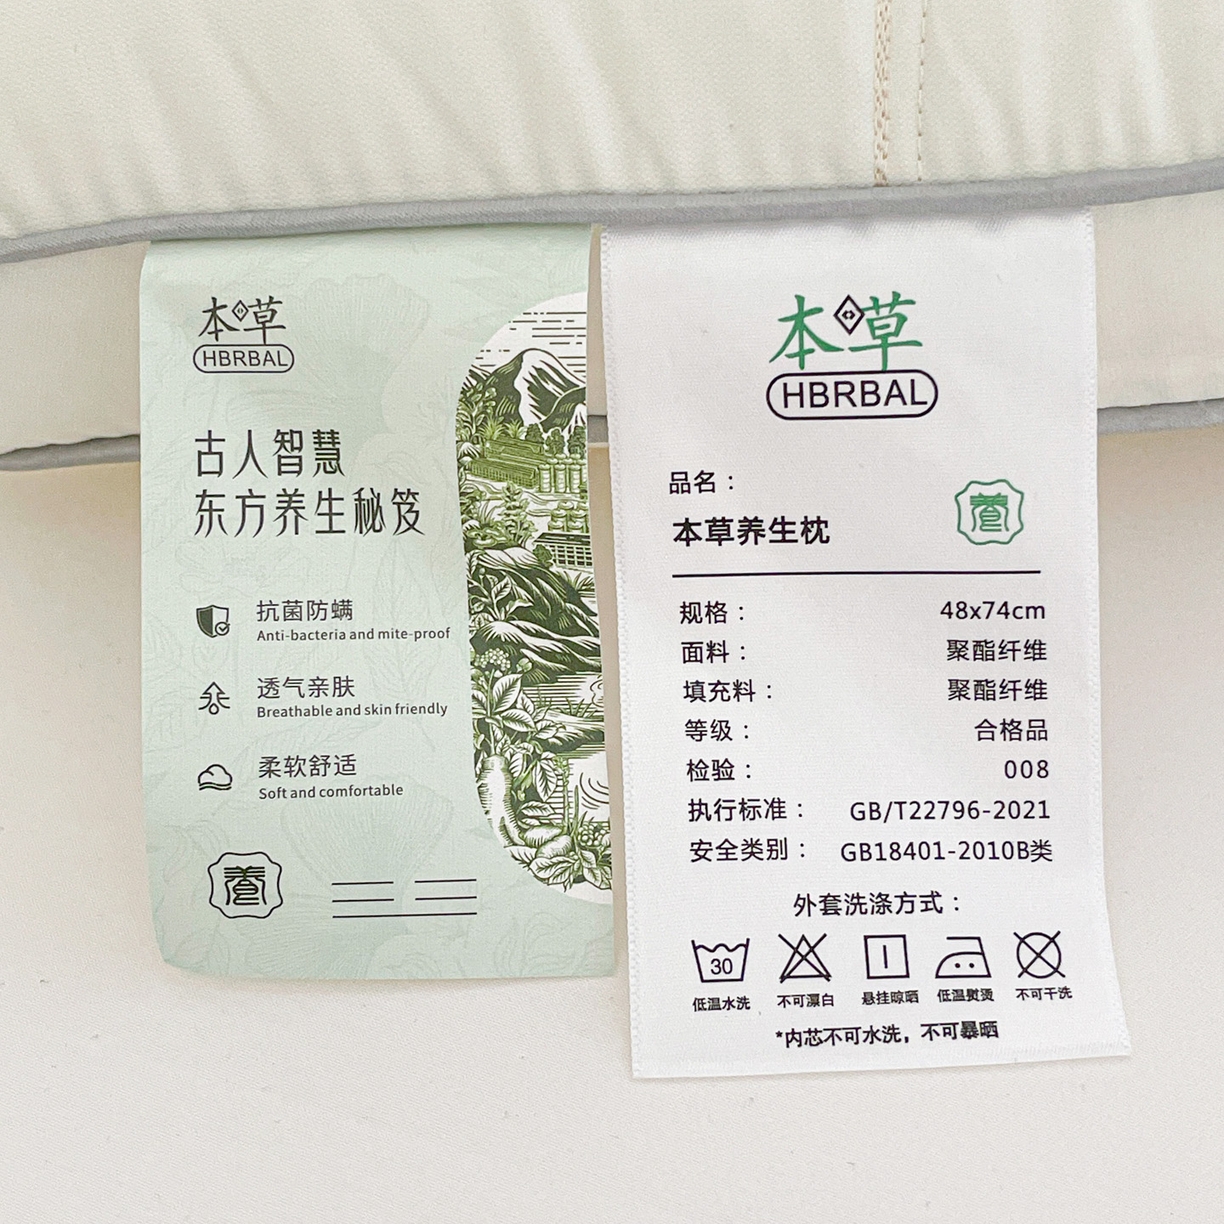 本草
HBRBAL
古人智慧
东方养生秘笈
抗菌防螨
Anti-bacteria and mite-proof
透气亲肤
Breathable and skin friendly
柔软舒适
Soft and comfortable
養
本草
HBRBAL
品名：
本草养生枕
養
规格： 48x74cm
面料： 聚酯纤维
填充料： 聚酯纤维
等级： 合格品
检验： 008
执行标准： GB/T22796-2021
安全类别： GB18401-2010B类
外套洗涤方式：
30
低温水洗 不可漂白 悬挂晾晒 低温熨烫 不可干洗
*内芯不可水洗，不可暴晒